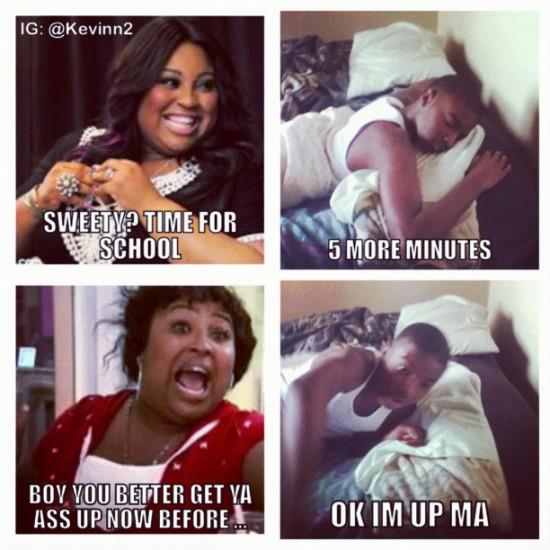 IG: @Kevinn2
SWEETY? TIME FOR
SCHOOL
5 MORE MINUTES
BOY YOU BETTER GET YA
ASS UP NOW BEFORE ...
OK IM UP MA